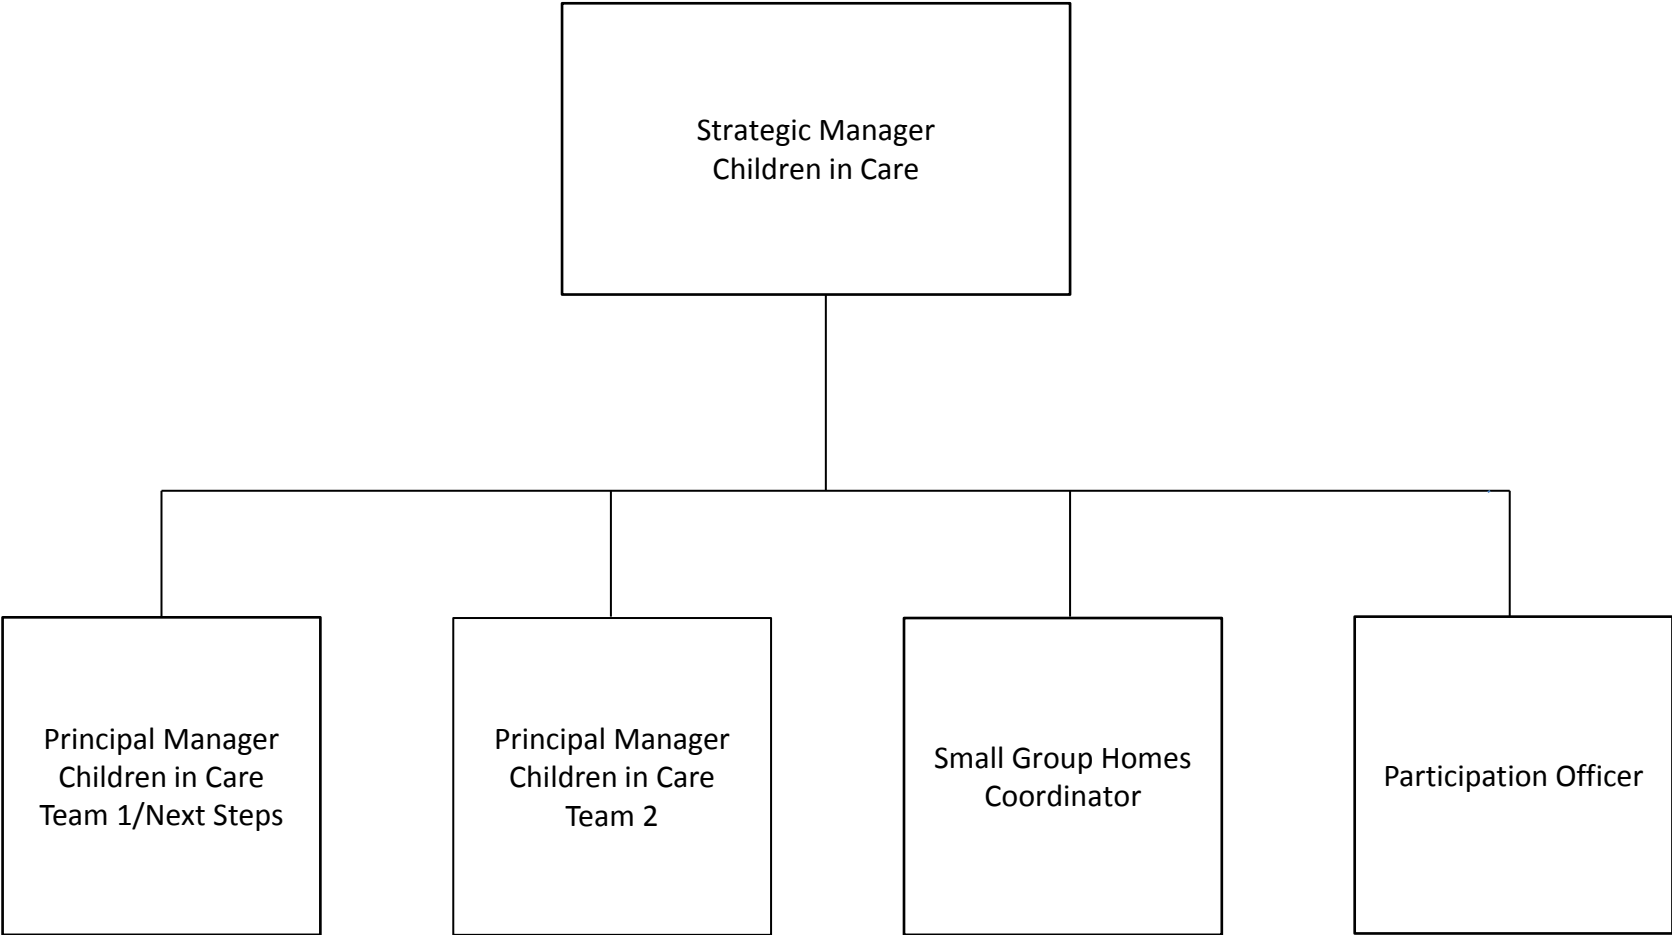 Strategic Manager
Children in Care
Principal Manager
Children in Care
Team 1/Next Steps
Principal Manager
Children in Care
Team 2
Small Group Homes
Coordinator
Participation Officer